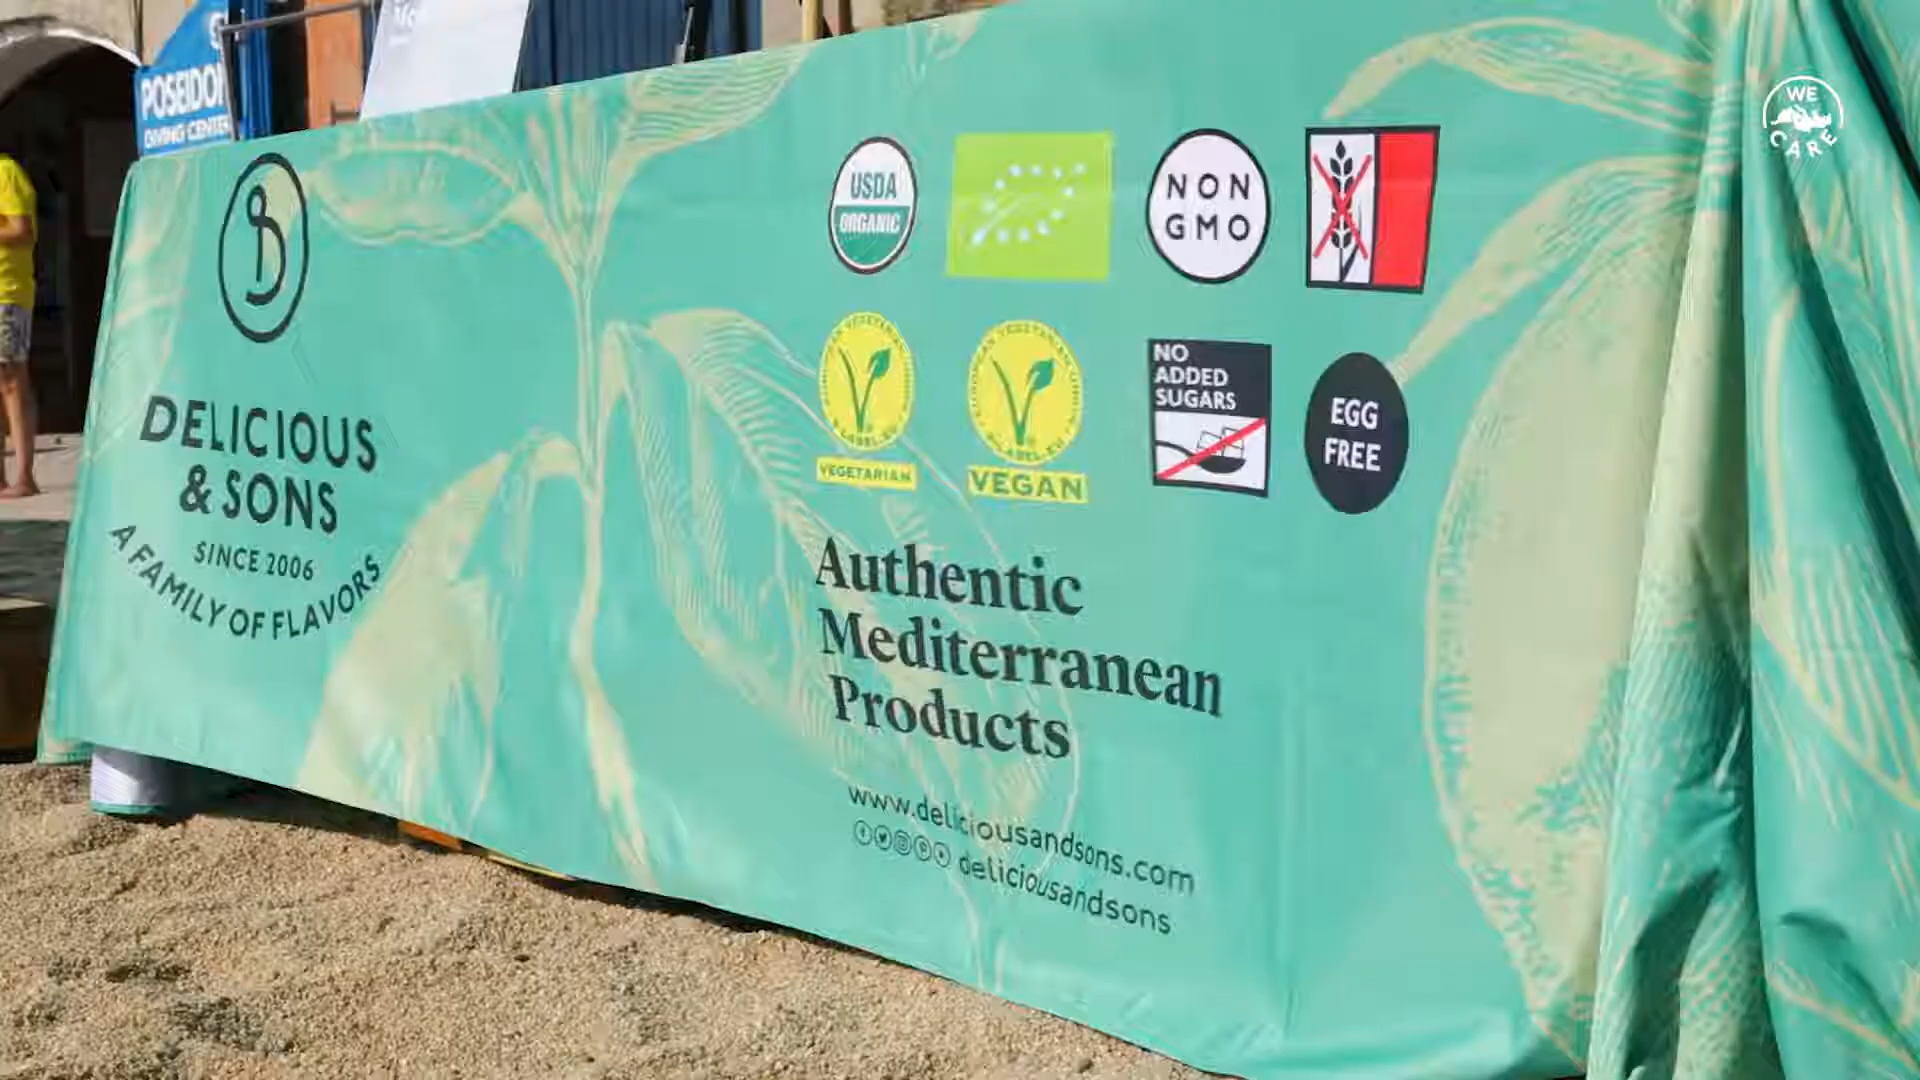 POSEIDON
DIVING CENTER
WE
CARE
USDA
ORGANIC
NON
GMO
VEGETARIAN
VEGAN
NO
ADDED
SUGARS
EGG
FREE
DELICIOUS
& SONS
SINCE 2006
A FAMILY OF FLAVORS
Authentic
Mediterranean
Products
www.deliciousandsons.com
deliciousandsons